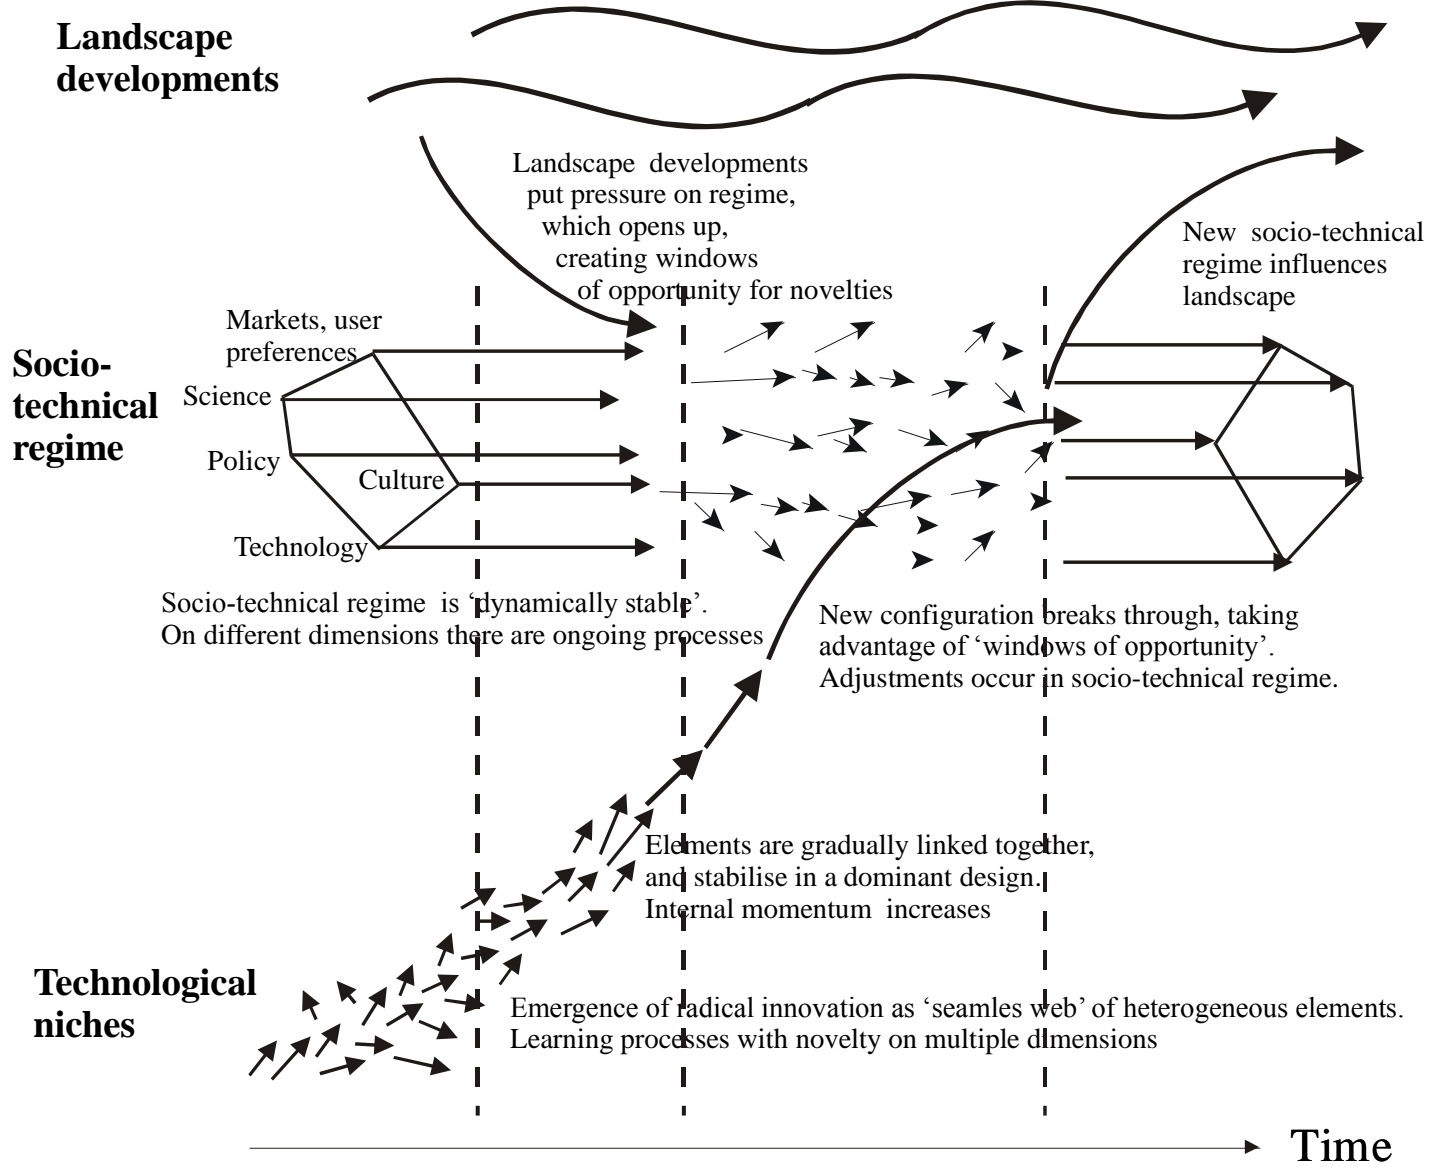 Landscape
developments
Landscape developments
put pressure on regime,
which opens up,
creating windows
of opportunity for novelties
New socio-technical
regime influences
landscape
Markets, user
preferences
Socio-
technical
regime
Science
Policy
Culture
Technology
Socio-technical regime is ‘dynamically stable’.
On different dimensions there are ongoing processes
New configuration breaks through, taking
advantage of ‘windows of opportunity’.
Adjustments occur in socio-technical regime.
Elements are gradually linked together,
and stabilise in a dominant design.
Internal momentum increases
Technological
niches
Emergence of radical innovation as ‘seamles web’ of heterogeneous elements.
Learning processes with novelty on multiple dimensions
Time